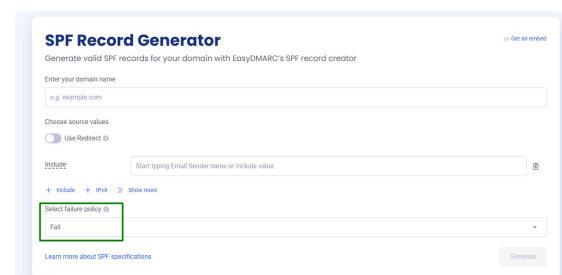 SPF Record Generator
</> Get an embed
Generate valid SPF records for your domain with EasyDMARC's SPF record creator
Enter your domain name
e.g. example.com
Choose source values
Use Redirect
Include
Start typing Email Sender name or Include value
+ Include + IPv4 Show more
Select failure policy
Fail
Learn more about SPF specifications
Generate